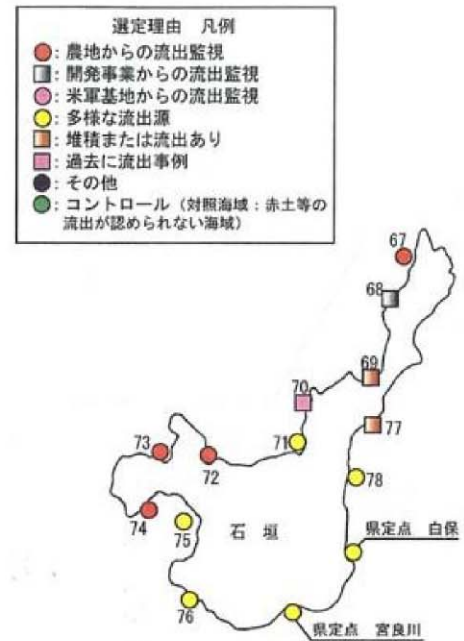 選定理由　凡例
：農地からの流出監視
：開発事業からの流出監視
：米軍基地からの流出監視
：多様な流出源
：堆積または流出あり
：過去に流出事例
：その他
：コントロール（対照海域：赤土等の
流出が認められない海域）
67
68
69
70
71
77
73
72
78
74
75
石　垣
県定点　白保
76
県定点　宮良川